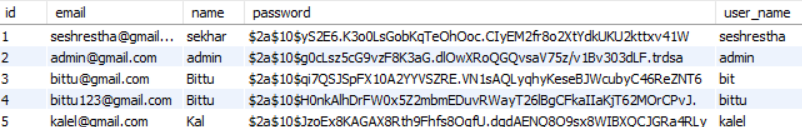 id email name password user_name
1 seshrestha@gmail... sekhar $2a$10$yS2E6.K3o0LsGobKqTeOhOoc.CIyEM2fr8o2XtYdkUKU2kttxv41W seshrestha
2 admin@gmail.com admin $2a$10$g0cLsz5cG9vzF8K3aG.dlOwXRoQGQvsaV75z/v1Bv303dLF.trdsa admin
3 bittu@gmail.com Bittu $2a$10$qi7QSJSpFX10A2YYVSZRE.VN1sAQLyqhyKeseBJWcubyC46ReZNT6 bit
4 bittu123@gmail.com Bittu $2a$10$H0nkAlhDrFW0x5Z2mbmEDuvRWayT26lBgCFkaIIaKjT62MOrCPvJ. bittu
5 kalel@gmail.com Kal $2a$10$JzoEx8KAGAX8Rth9Fhfs8OgfU.dgdAENO8O9sx8WIBXQCJGRa4RLy kalel